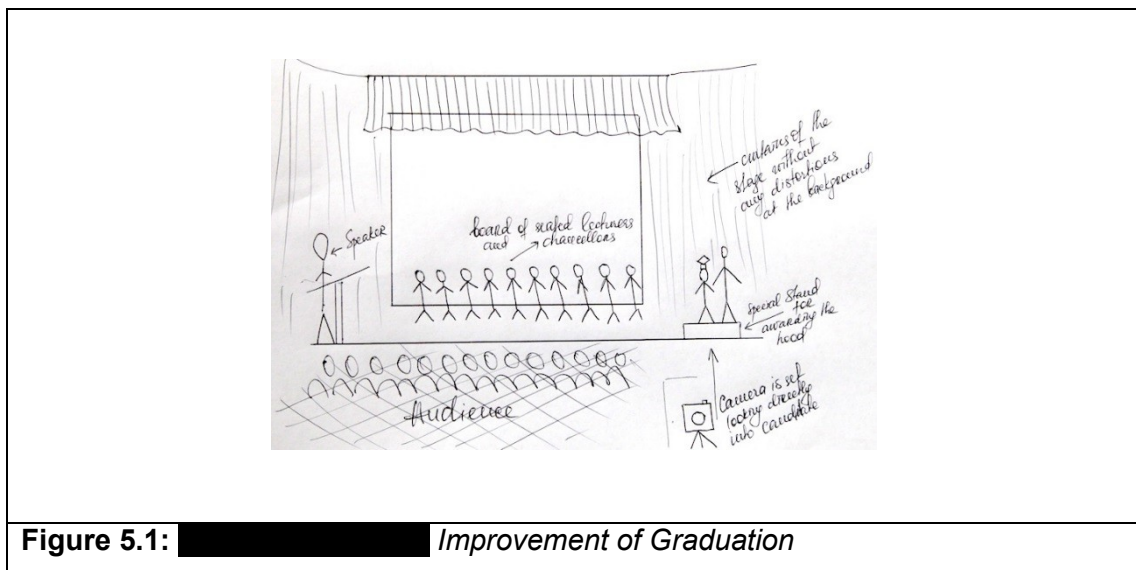 curtains of the
stage without
any distortions
at the background
Speaker
board of seated lecturers
and chancellors
Special Stand
for
awarding the
hood
Audience
Camera is set
looking directly
into candidate
Figure 5.1: Improvement of Graduation